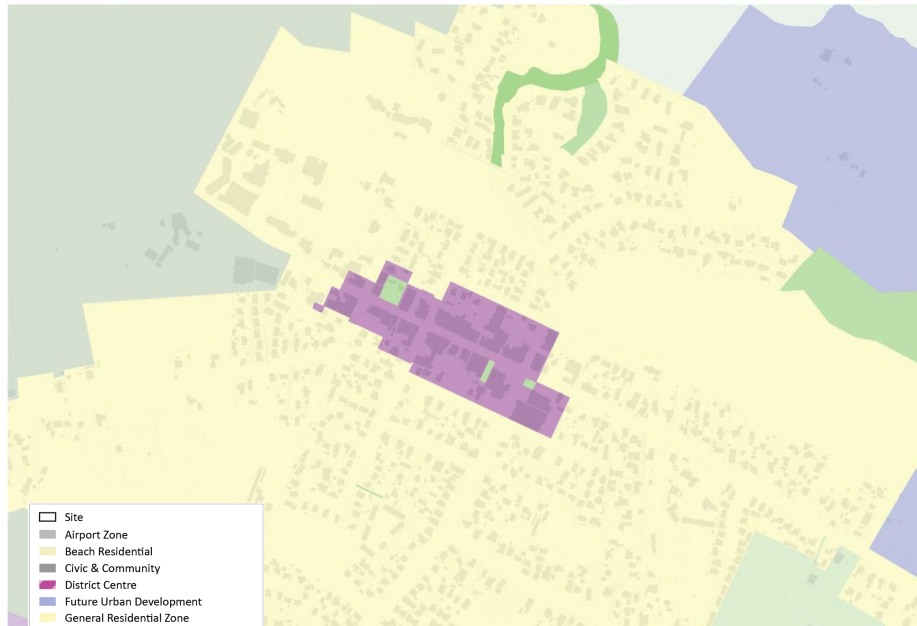 Site
Airport Zone
Beach Residential
Civic & Community
District Centre
Future Urban Development
General Residential Zone